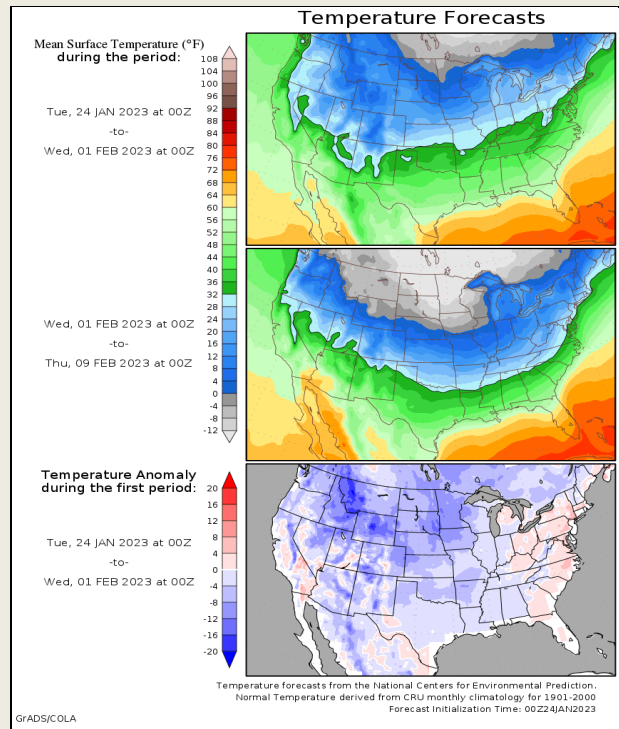 Temperature Forecasts
Mean Surface Temperature (°F)
during the period:
Tue, 24 JAN 2023 at 00Z
-to-
Wed, 01 FEB 2023 at 00Z
108
104
100
96
92
88
84
80
76
72
68
64
60
56
52
48
44
40
36
32
28
24
20
16
12
8
4
0
-4
-8
-12
Wed, 01 FEB 2023 at 00Z
-to-
Thu, 09 FEB 2023 at 00Z
Temperature Anomaly
during the first period:
Tue, 24 JAN 2023 at 00Z
-to-
Wed, 01 FEB 2023 at 00Z
20
16
12
8
4
0
-4
-8
-12
-16
-20
Temperature forecasts from the National Centers for Environmental Prediction.
Normal Temperature derived from CRU monthly climatology for 1901-2000
Forecast Initialization Time: 00Z24JAN2023
GrADS/COLA